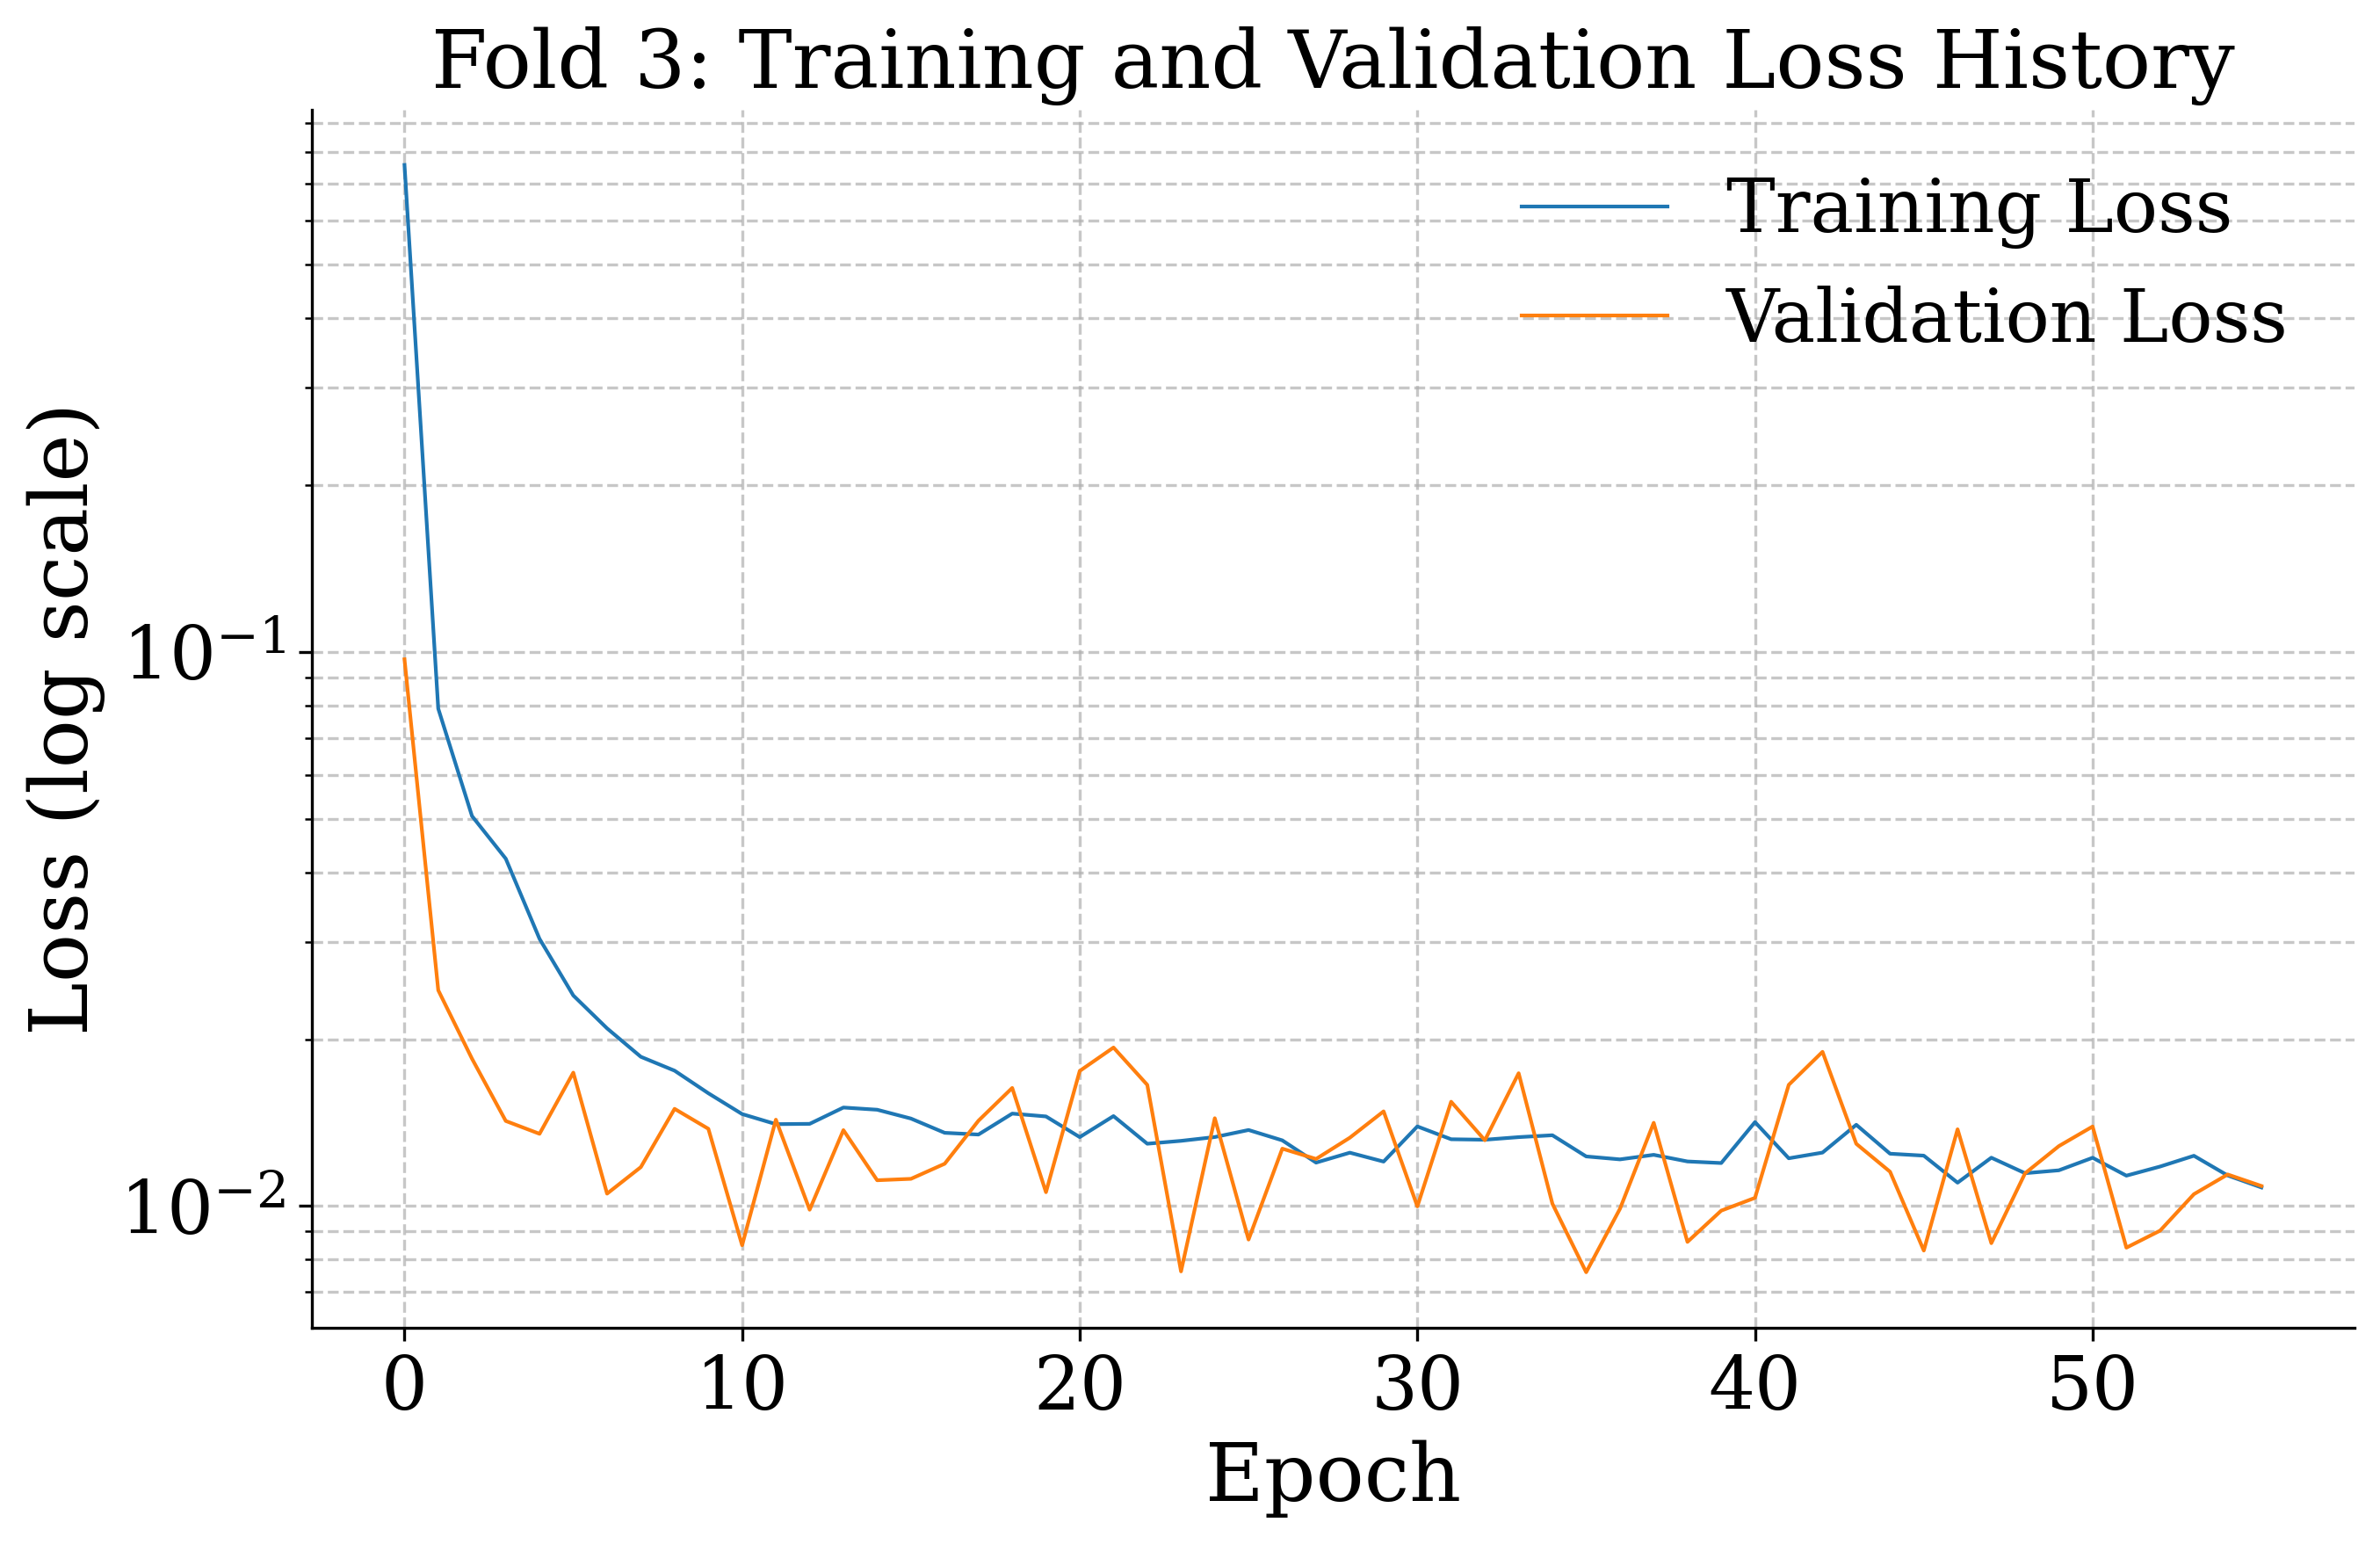 Fold 3: Training and Validation Loss History
Training Loss
Validation Loss
Loss (log scale)
10⁻¹
10⁻²
0 10 20 30 40 50
Epoch